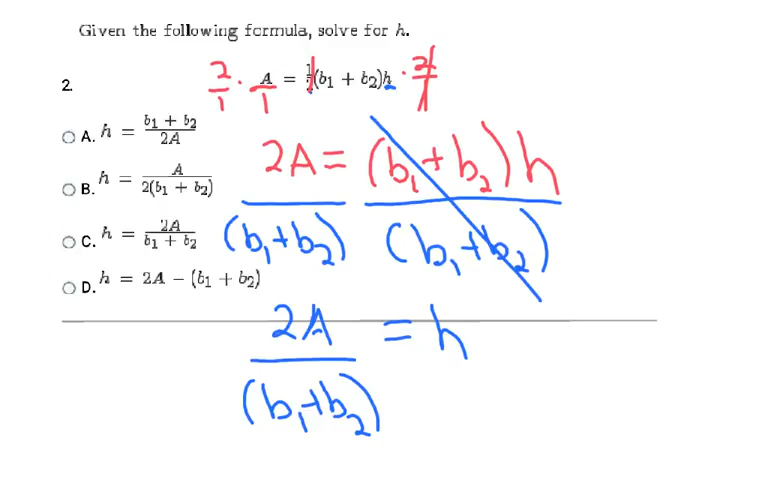 Given the following formula, solve for h.
2.
2/1 · A/1 = 1/2(b₁ + b₂)h · 2/1
A. h = (b₁ + b₂)/2A
B. h = A/2(b₁ + b₂)
C. h = 2A/b₁ + b₂
D. h = 2A − (b₁ + b₂)
2A = (b₁+b₂)h
(b₁+b₂) (b₁+b₂)
2A = h
(b₁+b₂)